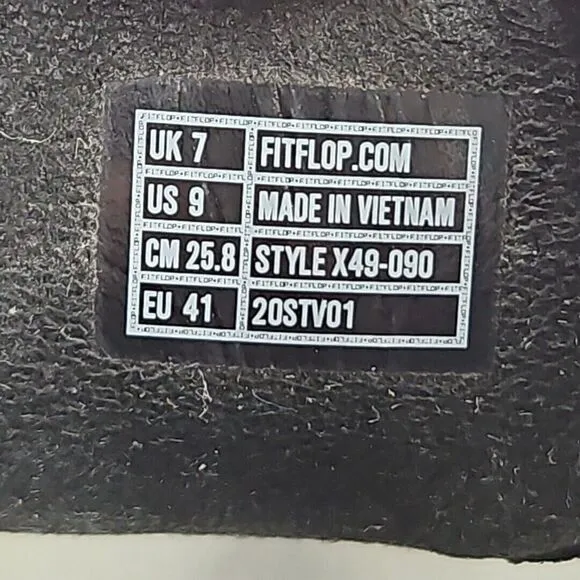 UK 7 FITFLOP.COM
US 9 MADE IN VIETNAM
CM 25.8 STYLE X49-090
EU 41 20STV01